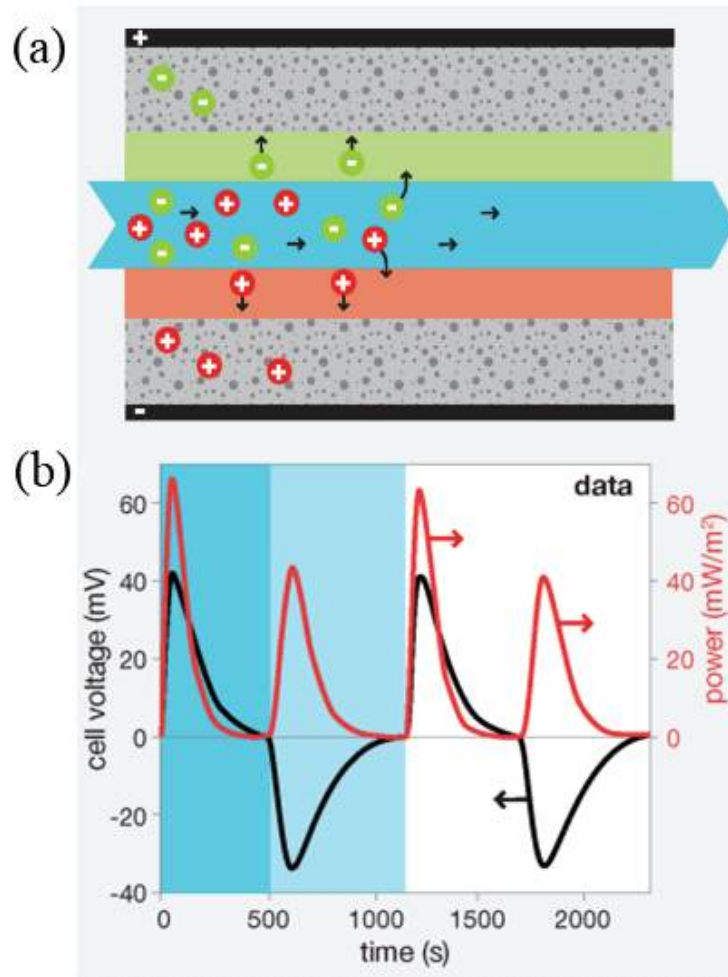 (a)
+
- -
- -
- + + -
+ + - + -
- -
+ +
+ + +
-
(b)
data
cell voltage (mV)
60
40
20
0
-20
-40
60
40
20
0
power (mW/m²)
0 500 1000 1500 2000
time (s)